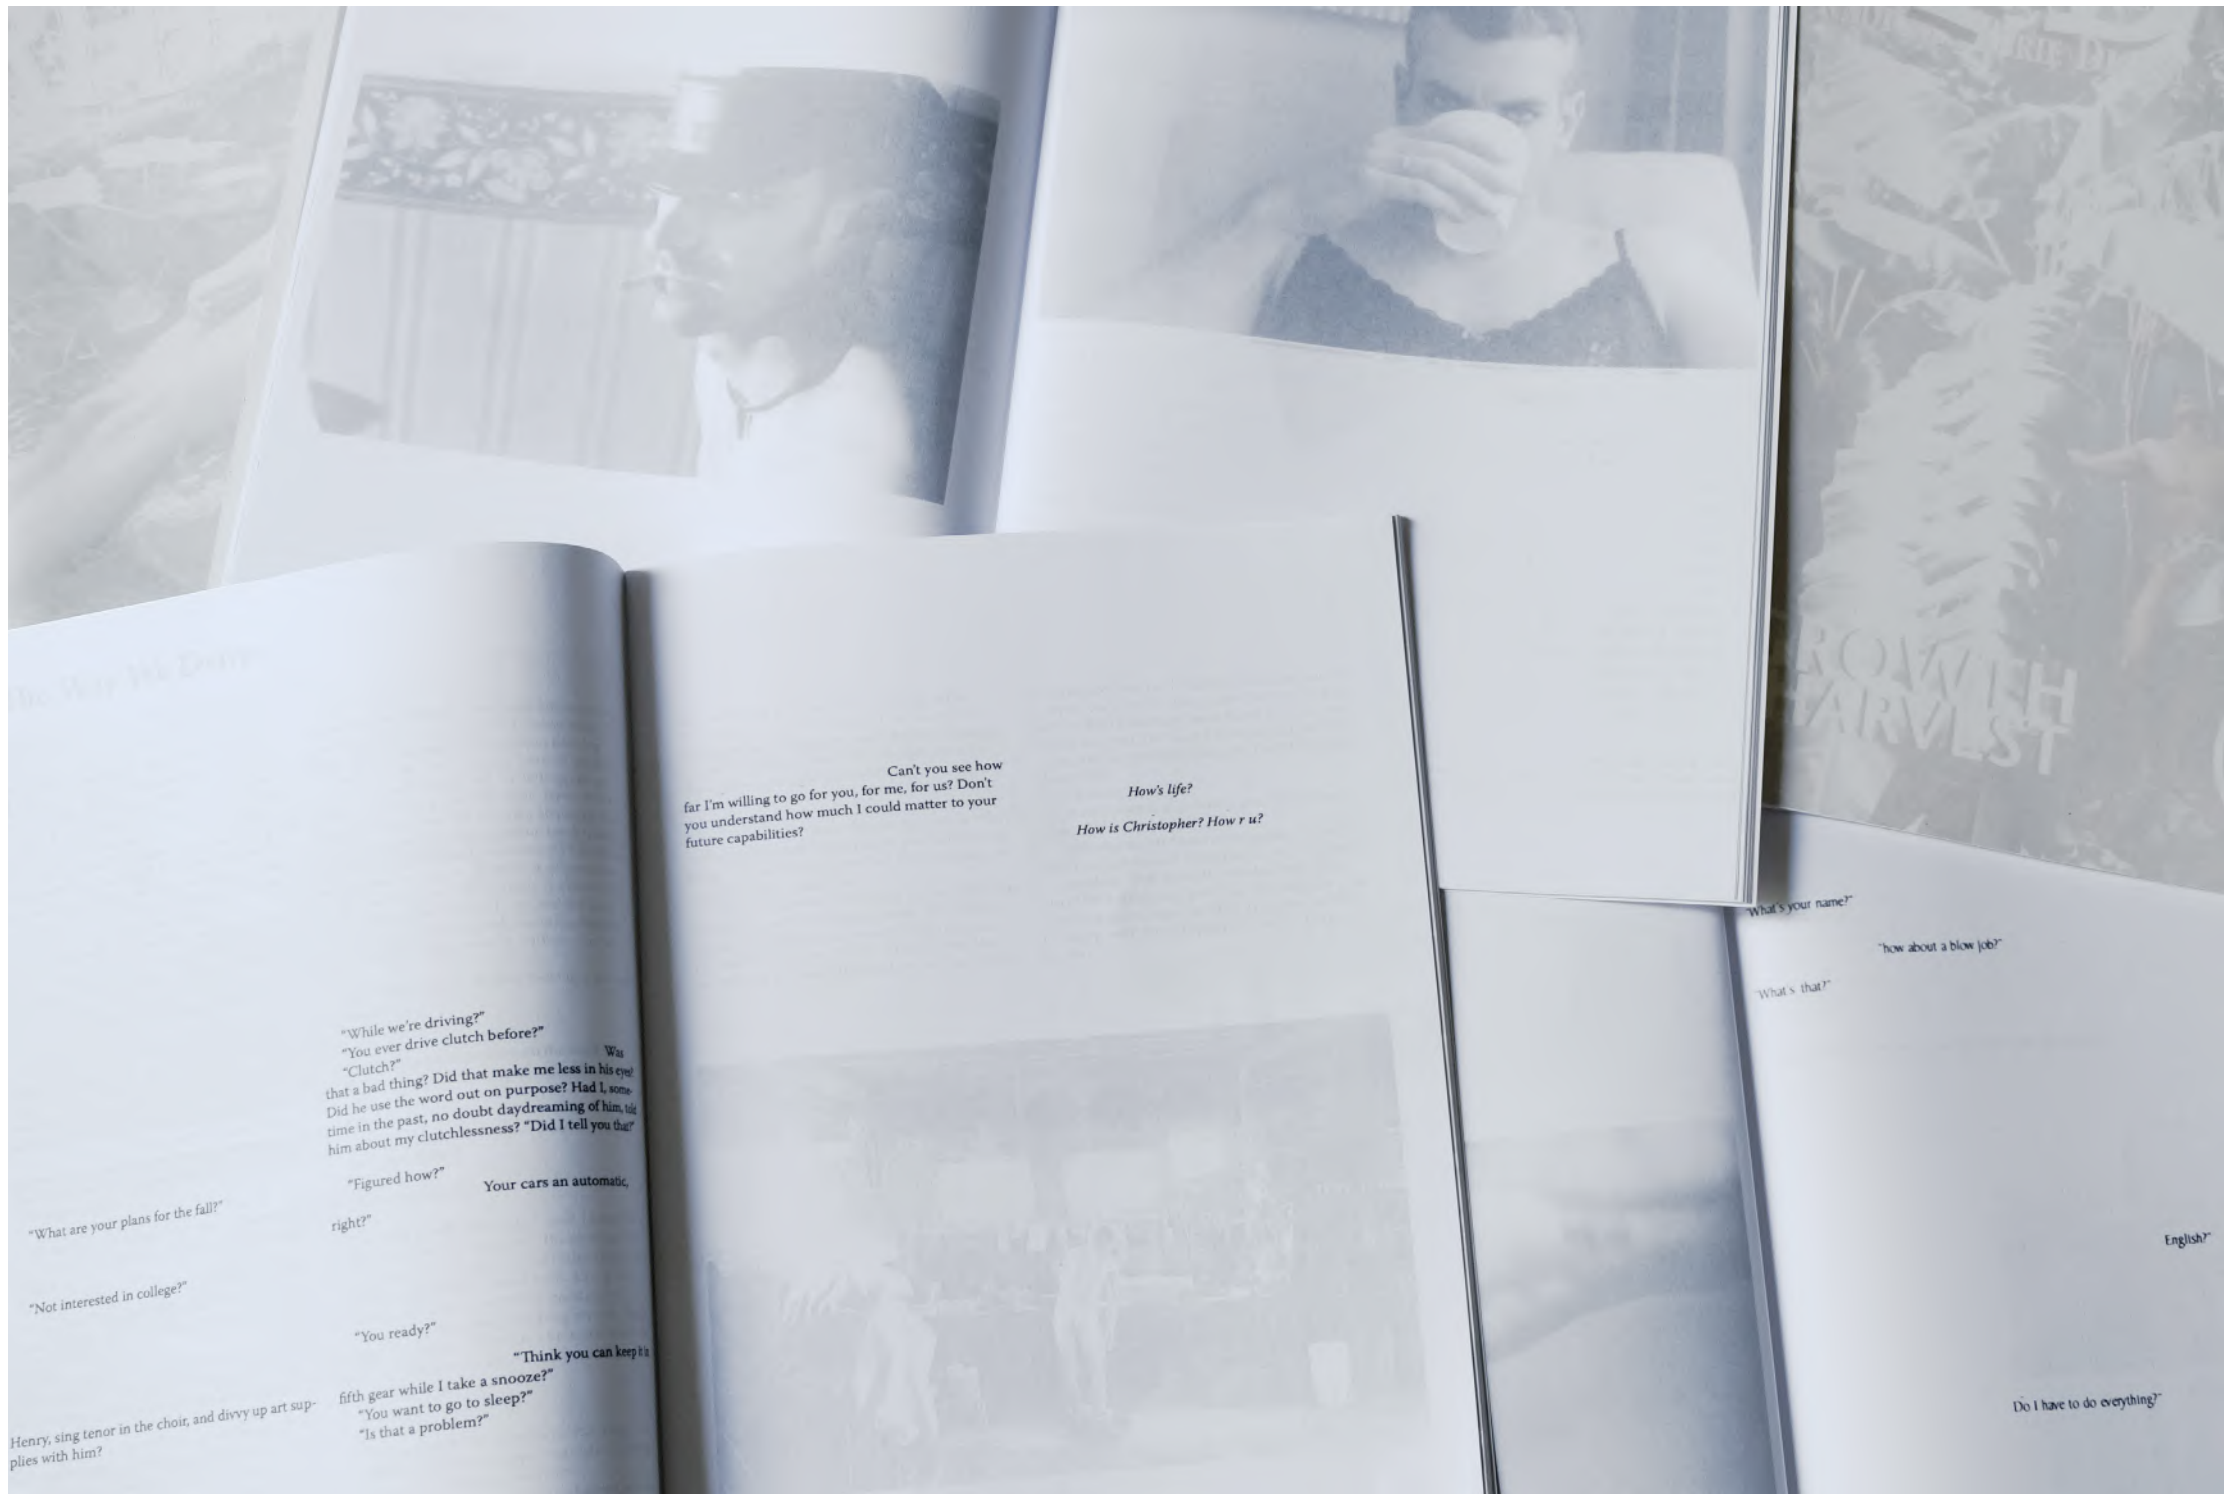 ROWTH
HARVEST
The Way We Drive
Can't you see how
far I'm willing to go for you, for me, for us? Don't
you understand how much I could matter to your
future capabilities?
How's life?
How is Christopher? How r u?
"What are your plans for the fall?"
"Not interested in college?"
Henry, sing tenor in the choir, and divvy up art sup-
plies with him?
"While we're driving?"
"You ever drive clutch before?"
"Clutch?"
Was
that a bad thing? Did that make me less in his eyes?
Did he use the word out on purpose? Had I, some-
time in the past, no doubt daydreaming of him, told
him about my clutchlessness? "Did I tell you that?"
"Figured how?"
Your cars an automatic,
right?"
"You ready?"
"Think you can keep it in
fifth gear while I take a snooze?"
"You want to go to sleep?"
"Is that a problem?"
"What's your name?"
"how about a blow job?"
"What's that?"
English?"
Do I have to do everything?"